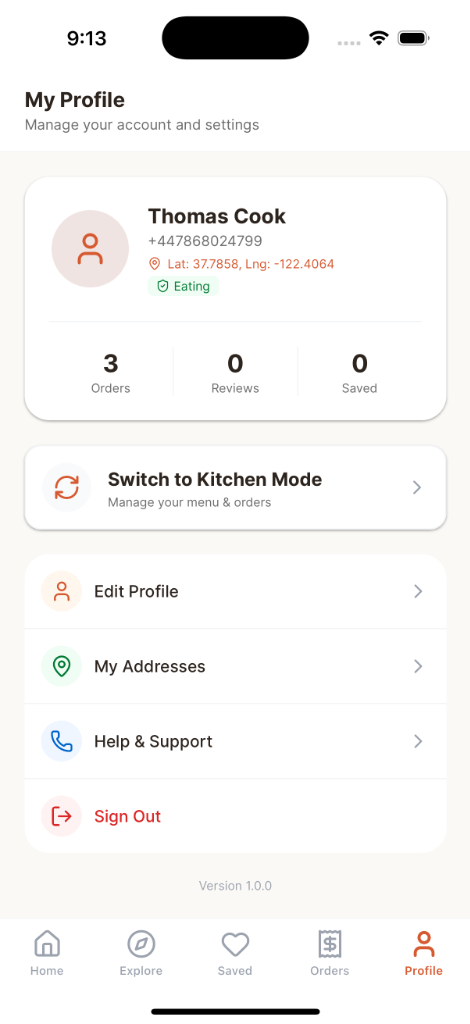 9:13
My Profile
Manage your account and settings
Thomas Cook
+447868024799
Lat: 37.7858, Lng: -122.4064
Eating
3
Orders
0
Reviews
0
Saved
Switch to Kitchen Mode
Manage your menu & orders
Edit Profile
My Addresses
Help & Support
Sign Out
Version 1.0.0
Home
Explore
Saved
Orders
Profile